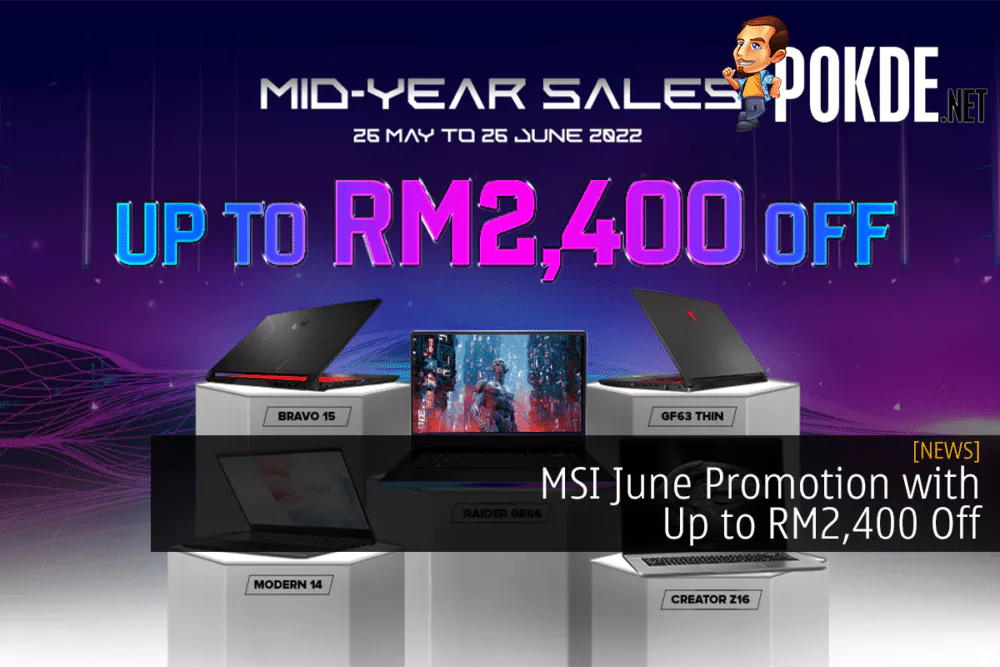 POKDE.NET
MID-YEAR SALES
26 MAY TO 26 JUNE 2022
UP TO RM2,400 OFF
BRAVO 15
GF63 THIN
[NEWS]
MSI June Promotion with
Up to RM2,400 Off
RAIDER GE66
msi
MODERN 14
CREATOR Z16